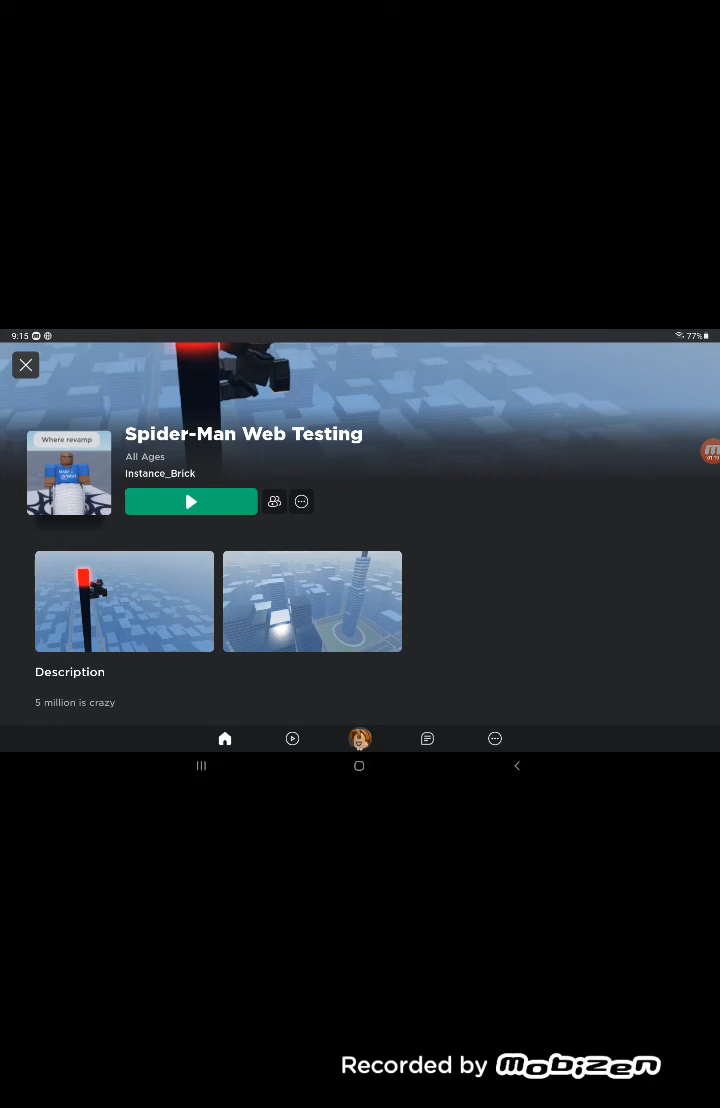 9:15
77%
Spider-Man Web Testing
Where revamp
All Ages
Instance_Brick
Description
5 million is crazy
Recorded by mobizen